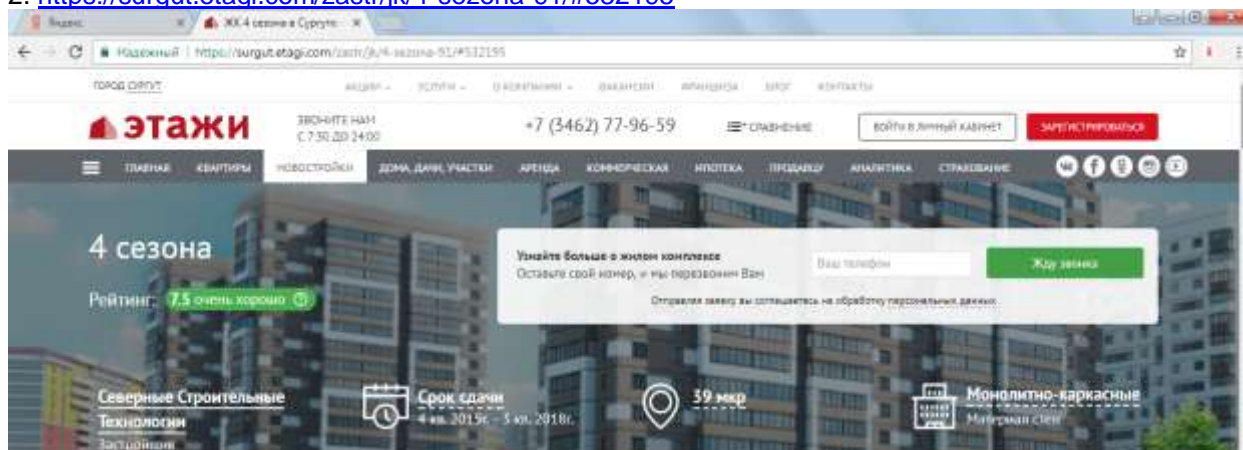 2. https://surgut.etagi.com/zastr/jk/4-sezona-91/#532195
Яндекс ЖК 4 сезона в Сургуте
Надежный https://surgut.etagi.com/zastr/jk/4-sezona-91/#532195
ГОРОД СУРГУТ АКЦИИ УСЛУГИ О КОМПАНИИ ВАКАНСИИ ФРАНШИЗА БЛОГ КОНТАКТЫ
этажи
ЗВОНИТЕ НАМ
С 7:30 ДО 24:00
+7 (3462) 77-96-59 СРАВНЕНИЕ ВОЙТИ В ЛИЧНЫЙ КАБИНЕТ ЗАРЕГИСТРИРОВАТЬСЯ
ГЛАВНАЯ КВАРТИРЫ НОВОСТРОЙКИ ДОМА, ДАЧИ, УЧАСТКИ АРЕНДА КОММЕРЧЕСКАЯ ИПОТЕКА ПРОДАВЦУ АНАЛИТИКА СТРАХОВАНИЕ
4 сезона
Рейтинг: 7.5 очень хорошо
Узнайте больше о жилом комплексе
Оставьте свой номер, и мы перезвоним Вам
Ваш телефон
Жду звонка
Отправляя заявку вы соглашаетесь на обработку персональных данных
Северные Строительные
Технологии
Застройщик
Срок сдачи
4 кв. 2015г. - 3 кв. 2018г.
39 мкр
Монолитно-каркасные
Материал стен